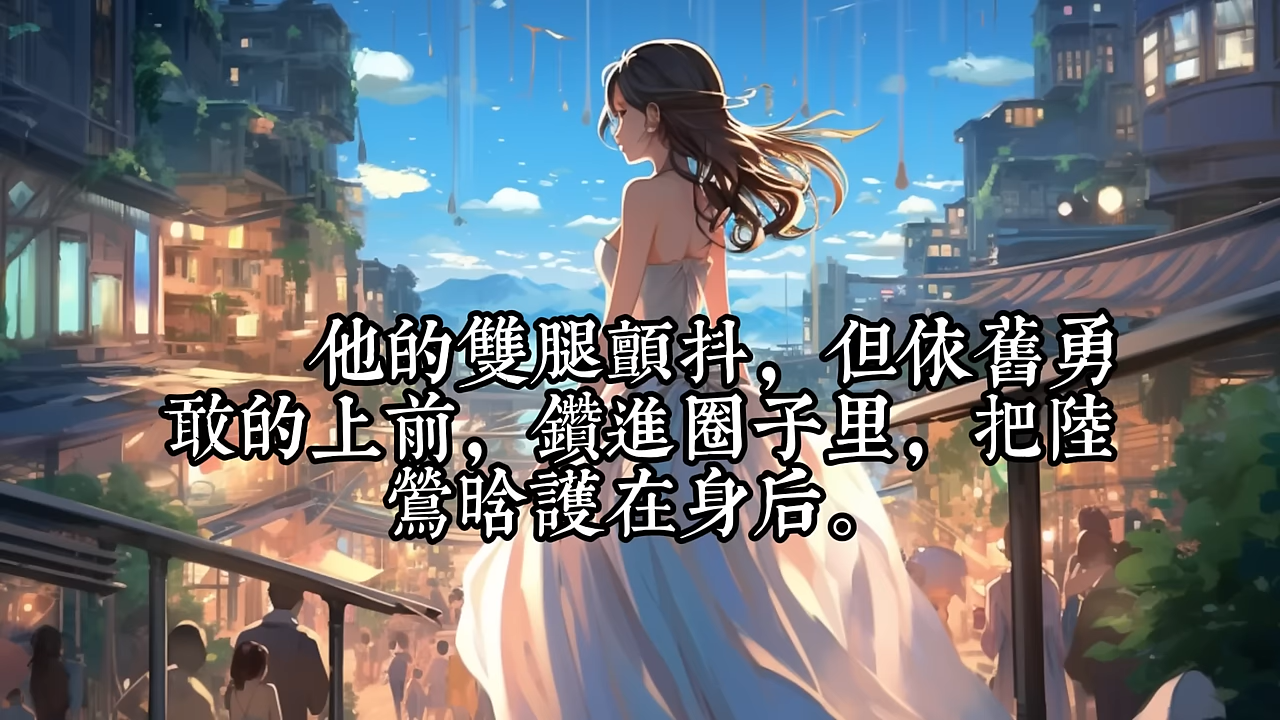 他的雙腿顫抖，但依舊勇
敢的上前，鑽進圈子里，把陸
鶯晗護在身后。